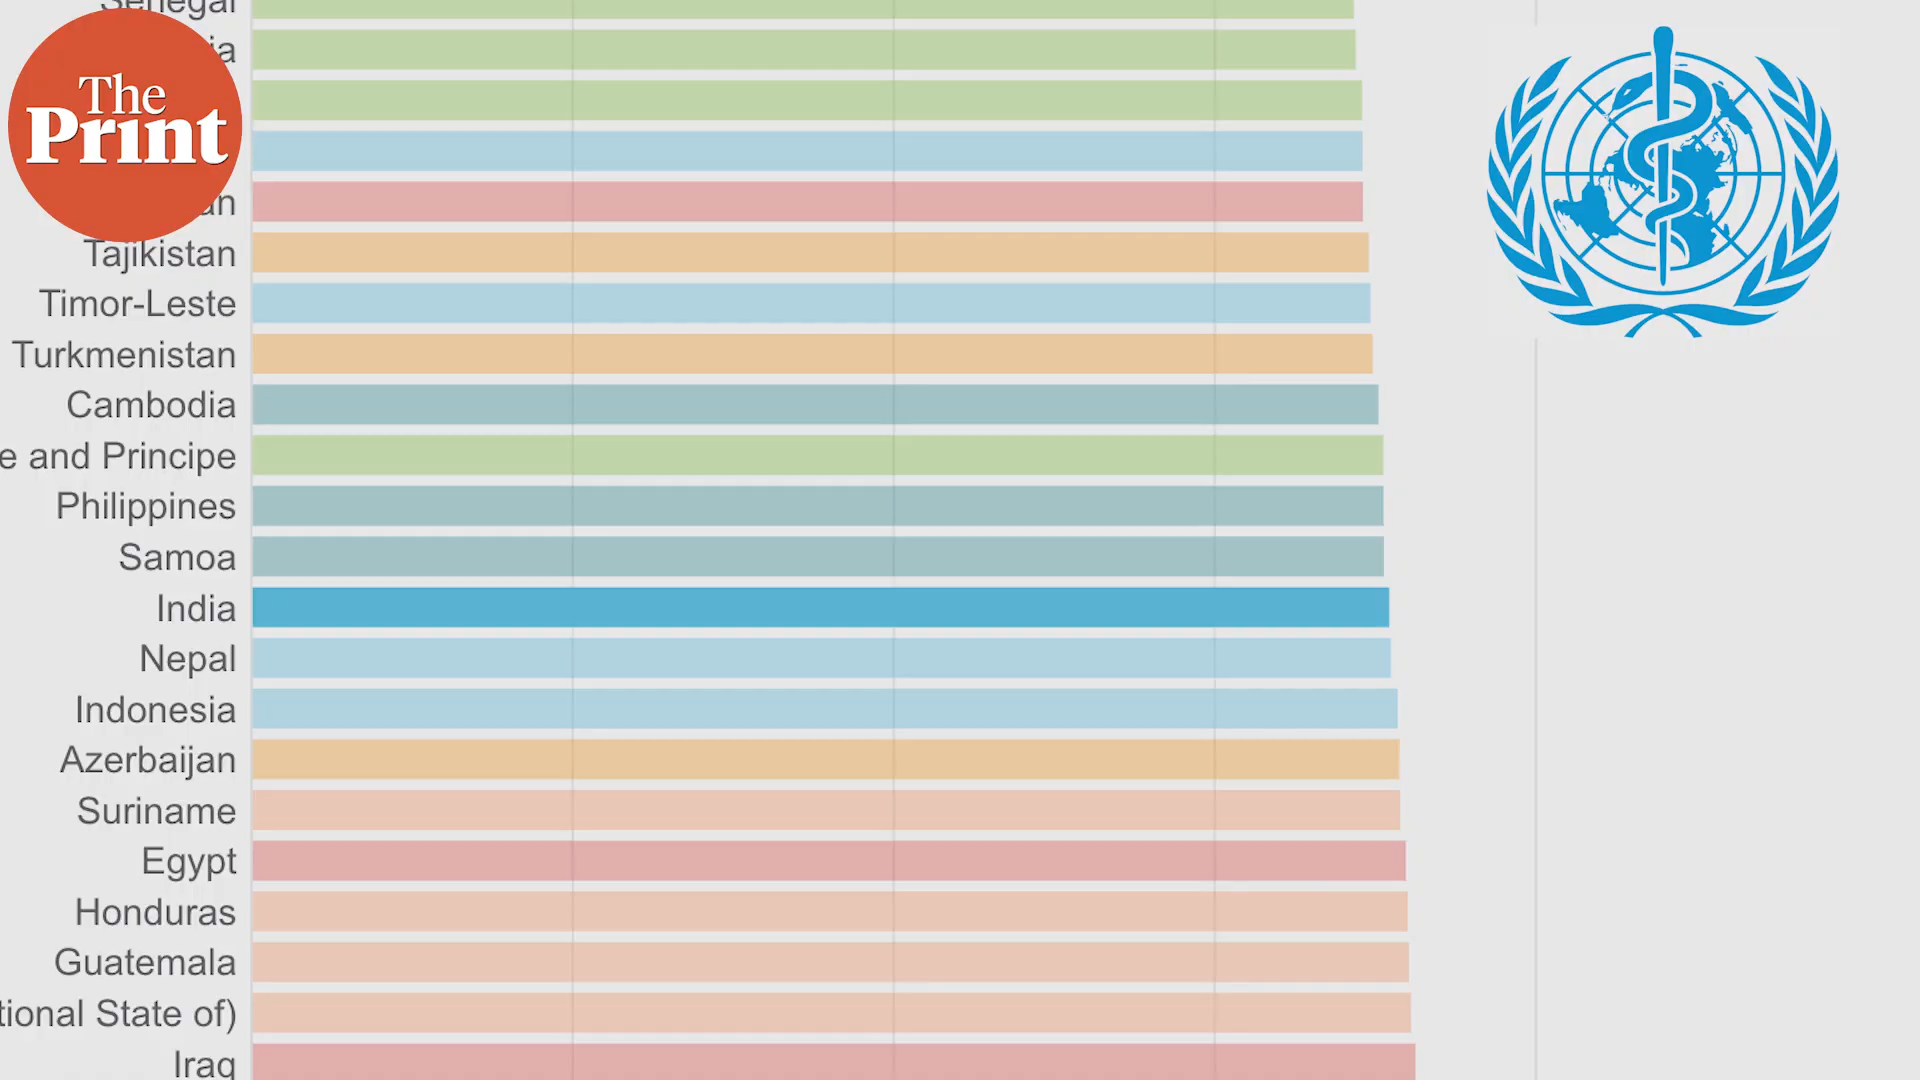 Senegal
The
Print
Tajikistan
Timor-Leste
Turkmenistan
Cambodia
e and Principe
Philippines
Samoa
India
Nepal
Indonesia
Azerbaijan
Suriname
Egypt
Honduras
Guatemala
tional State of)
Iraq